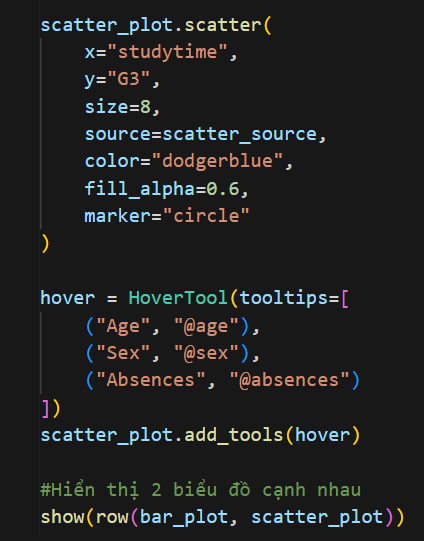 scatter_plot.scatter(
    x="studytime",
    y="G3",
    size=8,
    source=scatter_source,
    color="dodgerblue",
    fill_alpha=0.6,
    marker="circle"
)

hover = HoverTool(tooltips=[
    ("Age", "@age"),
    ("Sex", "@sex"),
    ("Absences", "@absences")
])
scatter_plot.add_tools(hover)

#Hiển thị 2 biểu đồ cạnh nhau
show(row(bar_plot, scatter_plot))